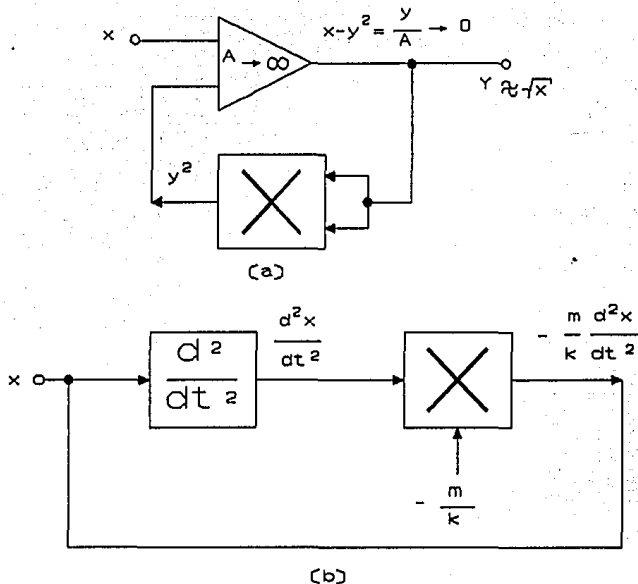 x
A → ∞
x-y² = y/A → 0
Y ≈ √x
y²
(a)
x
d²/dt²
d²x/dt²
- m/k d²x/dt²
- m/k
(b)